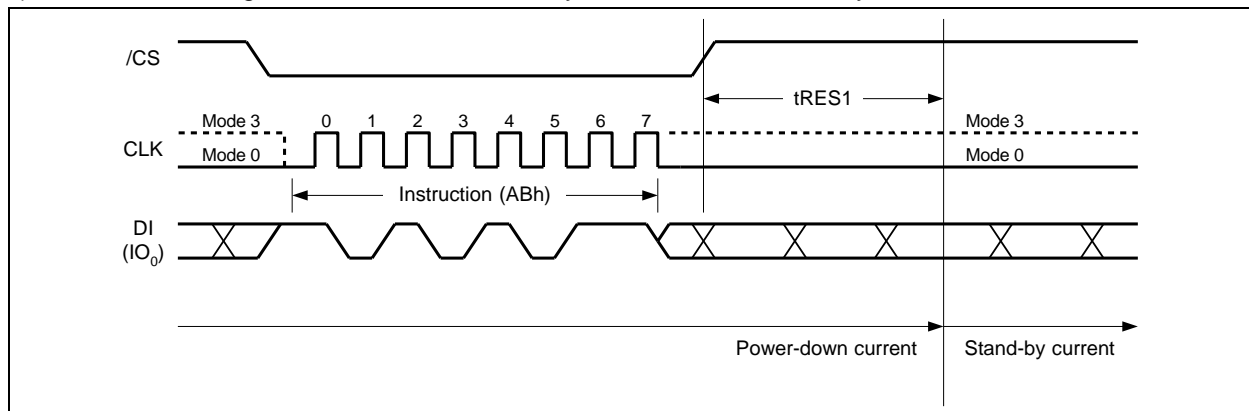 /CS
tRES1
Mode 3 0 1 2 3 4 5 6 7 Mode 3
CLK
Mode 0 Mode 0
Instruction (ABh)
DI
(IO0)
Power-down current Stand-by current